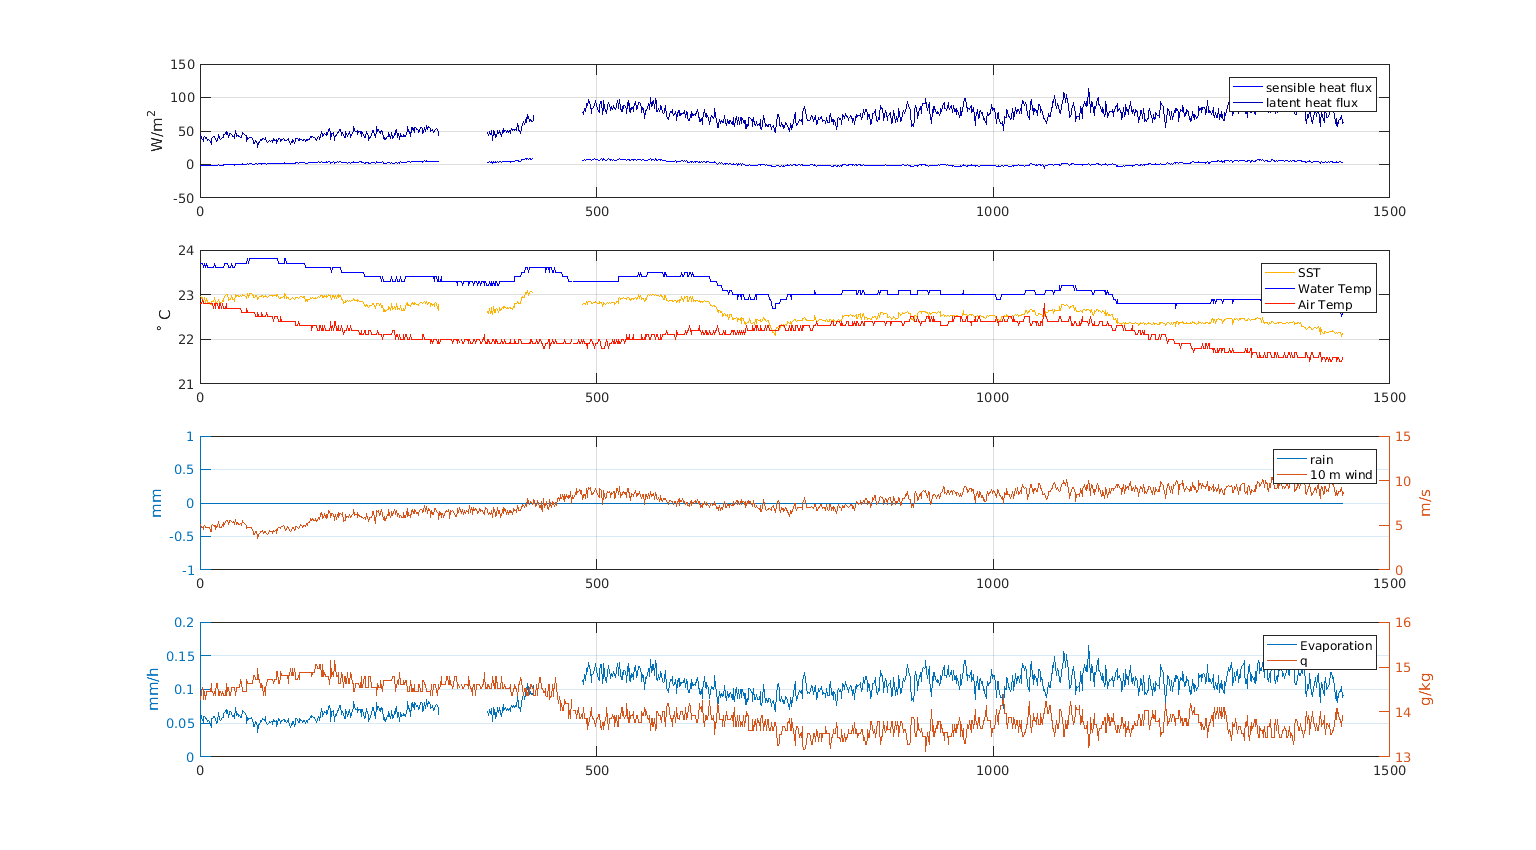 150
100
50
0
-50
W/m2
sensible heat flux
latent heat flux
0
500
1000
1500
24
23
22
21
° C
SST
Water Temp
Air Temp
0
500
1000
1500
1
0.5
0
-0.5
-1
mm
rain
10 m wind
15
10
5
0
m/s
0
500
1000
1500
0.2
0.15
0.1
0.05
0
mm/h
Evaporation
q
16
15
14
13
g/kg
0
500
1000
1500